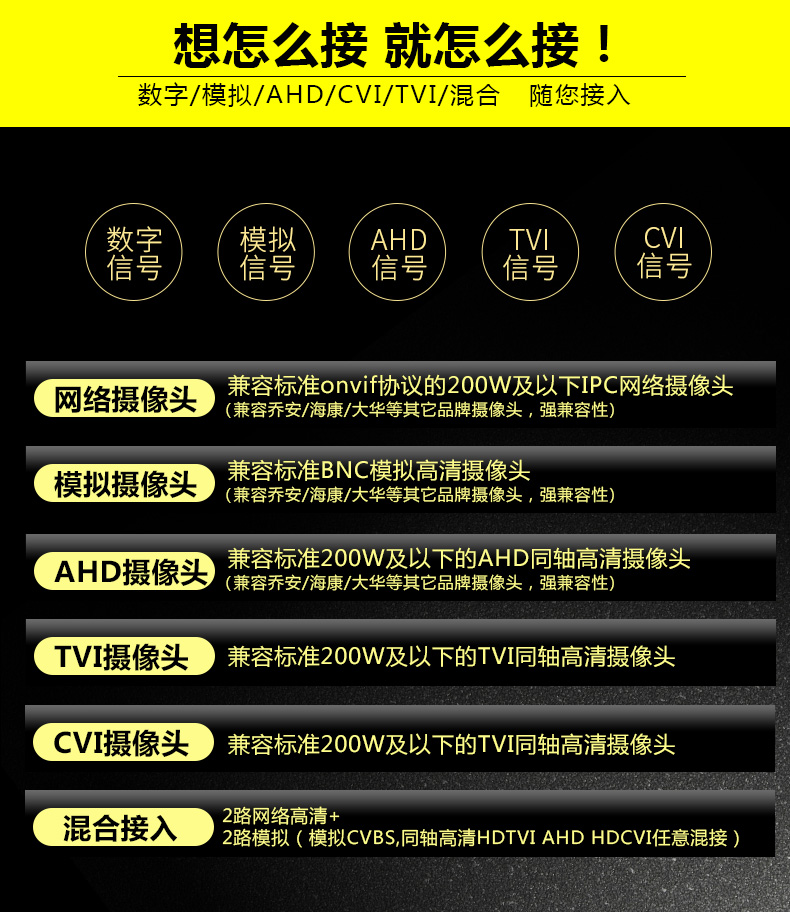 想怎么接 就怎么接！
数字/模拟/AHD/CVI/TVI/混合 随您接入
数字
信号
模拟
信号
AHD
信号
TVI
信号
CVI
信号
网络摄像头
兼容标准onvif协议的200W及以下IPC网络摄像头
（兼容乔安/海康/大华等其它品牌摄像头，强兼容性）
模拟摄像头
兼容标准BNC模拟高清摄像头
（兼容乔安/海康/大华等其它品牌摄像头，强兼容性）
AHD摄像头
兼容标准200W及以下的AHD同轴高清摄像头
（兼容乔安/海康/大华等其它品牌摄像头，强兼容性）
TVI摄像头
兼容标准200W及以下的TVI同轴高清摄像头
CVI摄像头
兼容标准200W及以下的TVI同轴高清摄像头
混合接入
2路网络高清+
2路模拟（模拟CVBS,同轴高清HDTVI AHD HDCVI任意混接）